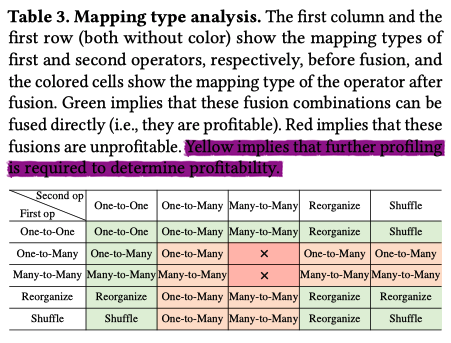 Table 3. Mapping type analysis. The first column and the
first row (both without color) show the mapping types of
first and second operators, respectively, before fusion, and
the colored cells show the mapping type of the operator after
fusion. Green implies that these fusion combinations can be
fused directly (i.e., they are profitable). Red implies that these
fusions are unprofitable. Yellow implies that further profiling
is required to determine profitability.
Second op
First op
One-to-One One-to-Many Many-to-Many Reorganize Shuffle
One-to-One One-to-One One-to-Many Many-to-Many Reorganize Shuffle
One-to-Many One-to-Many One-to-Many × One-to-Many One-to-Many
Many-to-Many Many-to-Many Many-to-Many × Many-to-Many Many-to-Many
Reorganize Reorganize One-to-Many Many-to-Many Reorganize Reorganize
Shuffle Shuffle One-to-Many Many-to-Many Reorganize Shuffle